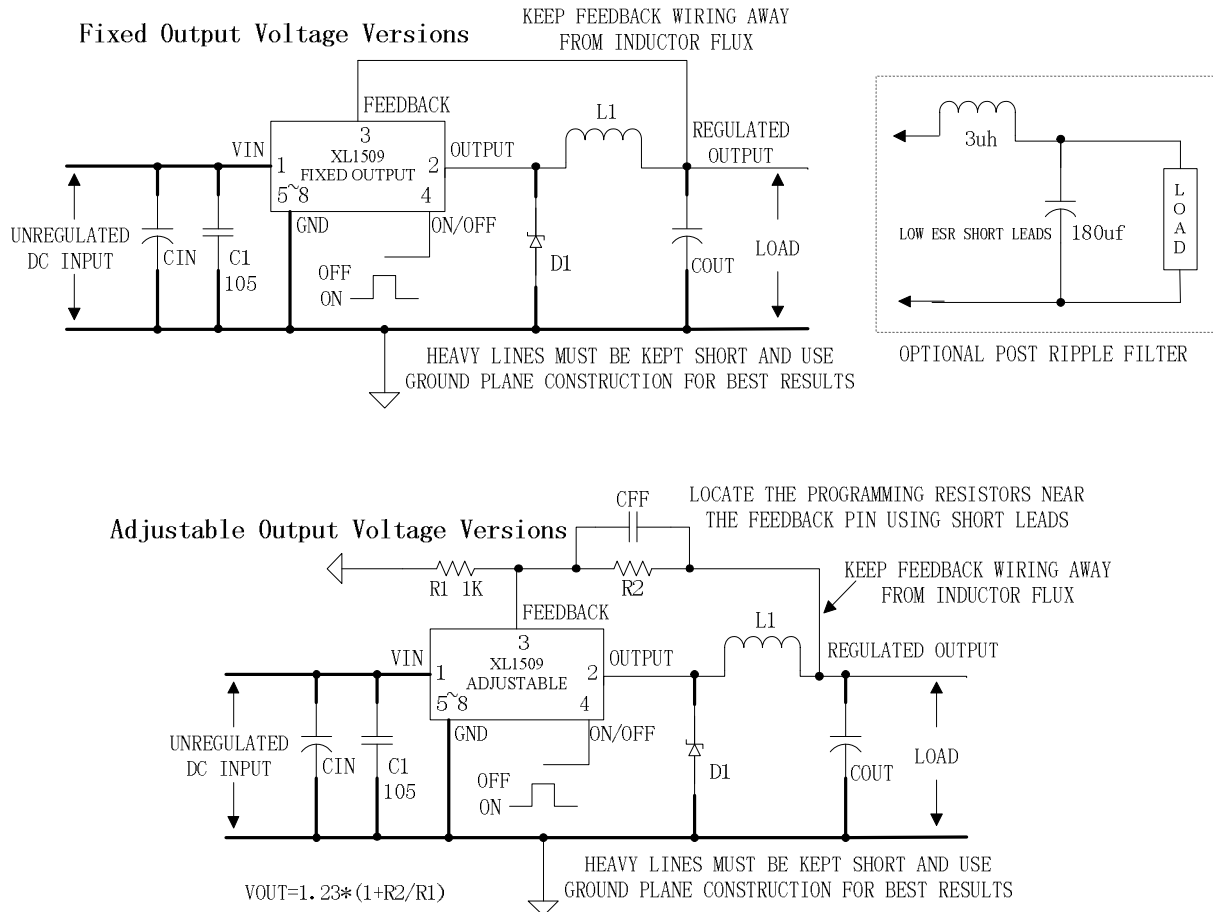 Fixed Output Voltage Versions
KEEP FEEDBACK WIRING AWAY
FROM INDUCTOR FLUX
FEEDBACK
3
XL1509
FIXED OUTPUT
VIN
1
5~8
GND
OUTPUT
2
4
ON/OFF
L1
REGULATED
OUTPUT
UNREGULATED
DC INPUT
CIN
C1
105
OFF
ON
D1
COUT
LOAD
HEAVY LINES MUST BE KEPT SHORT AND USE
GROUND PLANE CONSTRUCTION FOR BEST RESULTS
3uh
LOW ESR SHORT LEADS
180uf
LOAD
OPTIONAL POST RIPPLE FILTER
Adjustable Output Voltage Versions
CFF
LOCATE THE PROGRAMMING RESISTORS NEAR
THE FEEDBACK PIN USING SHORT LEADS
R1 1K
R2
KEEP FEEDBACK WIRING AWAY
FROM INDUCTOR FLUX
FEEDBACK
3
XL1509
ADJUSTABLE
VIN
1
5~8
GND
OUTPUT
2
4
ON/OFF
L1
REGULATED OUTPUT
UNREGULATED
DC INPUT
CIN
C1
105
OFF
ON
D1
COUT
LOAD
HEAVY LINES MUST BE KEPT SHORT AND USE
GROUND PLANE CONSTRUCTION FOR BEST RESULTS
VOUT=1.23*(1+R2/R1)